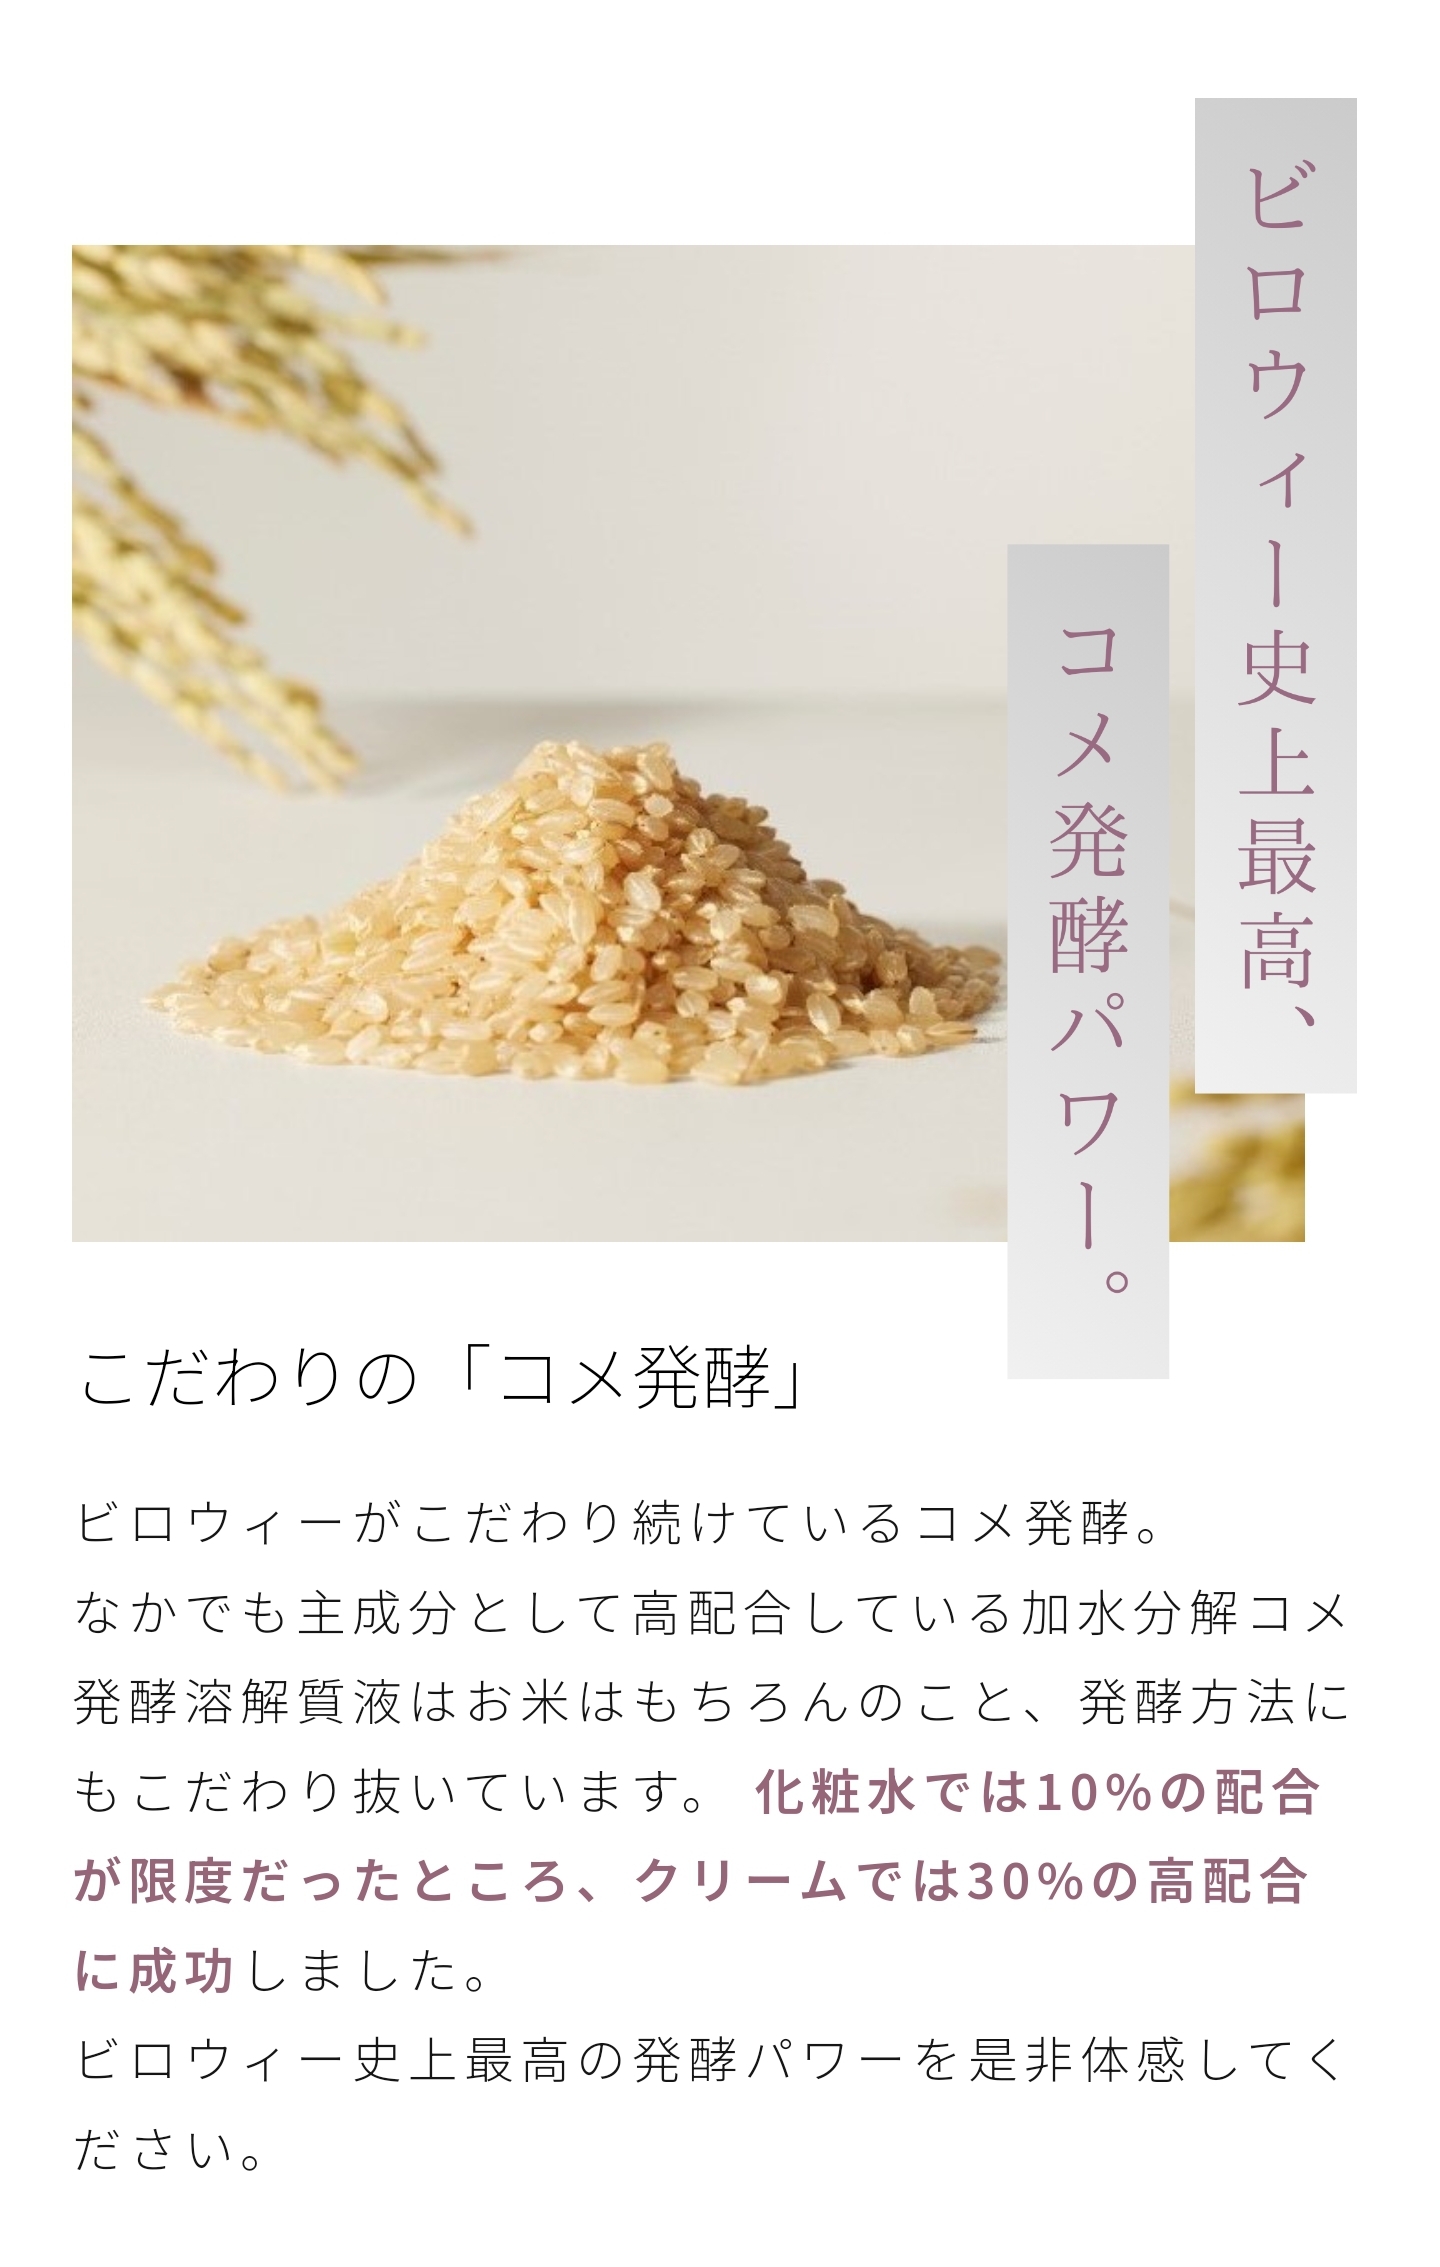 ビロウィー史上最高、
コメ発酵パワー。
こだわりの「コメ発酵」
ビロウィーがこだわり続けているコメ発酵。
なかでも主成分として高配合している加水分解コメ
発酵溶解質液はお米はもちろんのこと、発酵方法に
もこだわり抜いています。 化粧水では10%の配合
が限度だったところ、クリームでは30%の高配合
に成功しました。
ビロウィー史上最高の発酵パワーを是非体感してく
ださい。